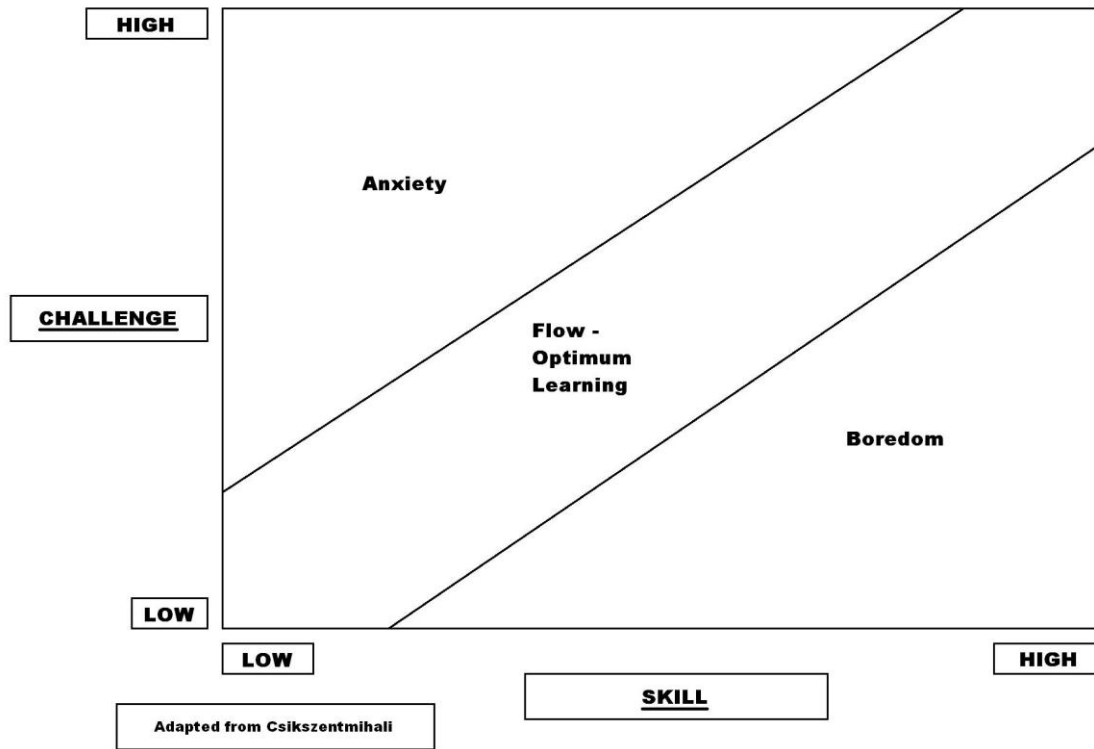 HIGH
Anxiety
CHALLENGE
Flow -
Optimum
Learning
Boredom
LOW
LOW
HIGH
SKILL
Adapted from Csikszentmihali